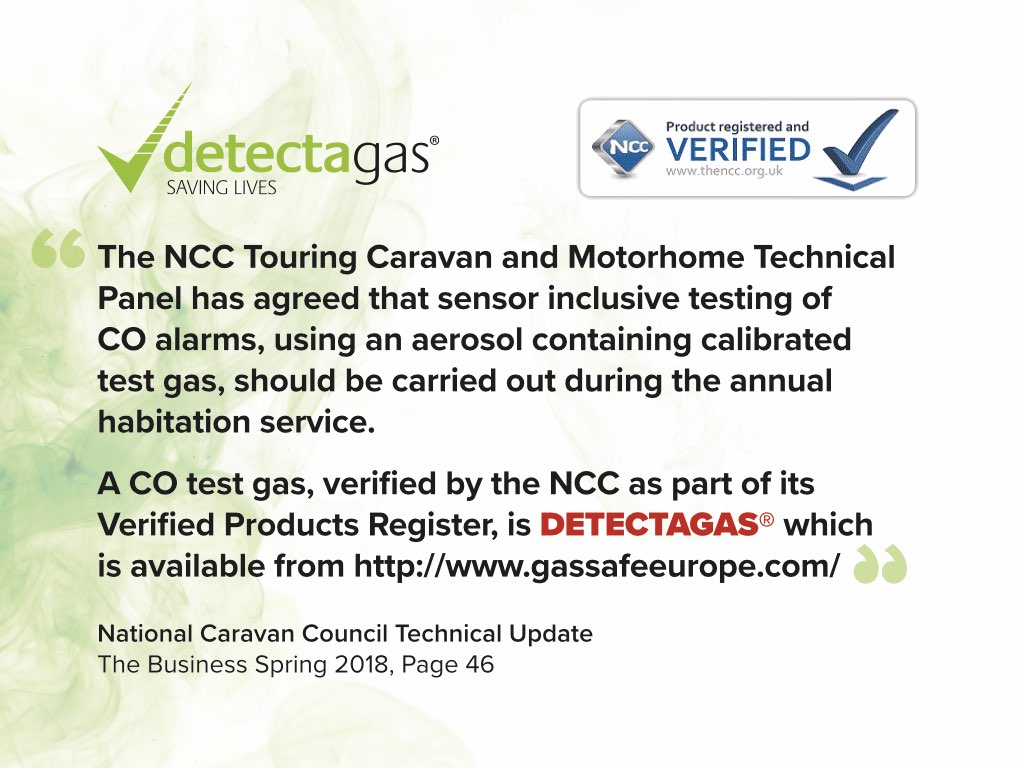 detectagas®
SAVING LIVES
NCC
Product registered and
VERIFIED
www.thencc.org.uk
“ The NCC Touring Caravan and Motorhome Technical
Panel has agreed that sensor inclusive testing of
CO alarms, using an aerosol containing calibrated
test gas, should be carried out during the annual
habitation service.
A CO test gas, verified by the NCC as part of its
Verified Products Register, is DETECTAGAS® which
is available from http://www.gassafeeurope.com/ ”
National Caravan Council Technical Update
The Business Spring 2018, Page 46